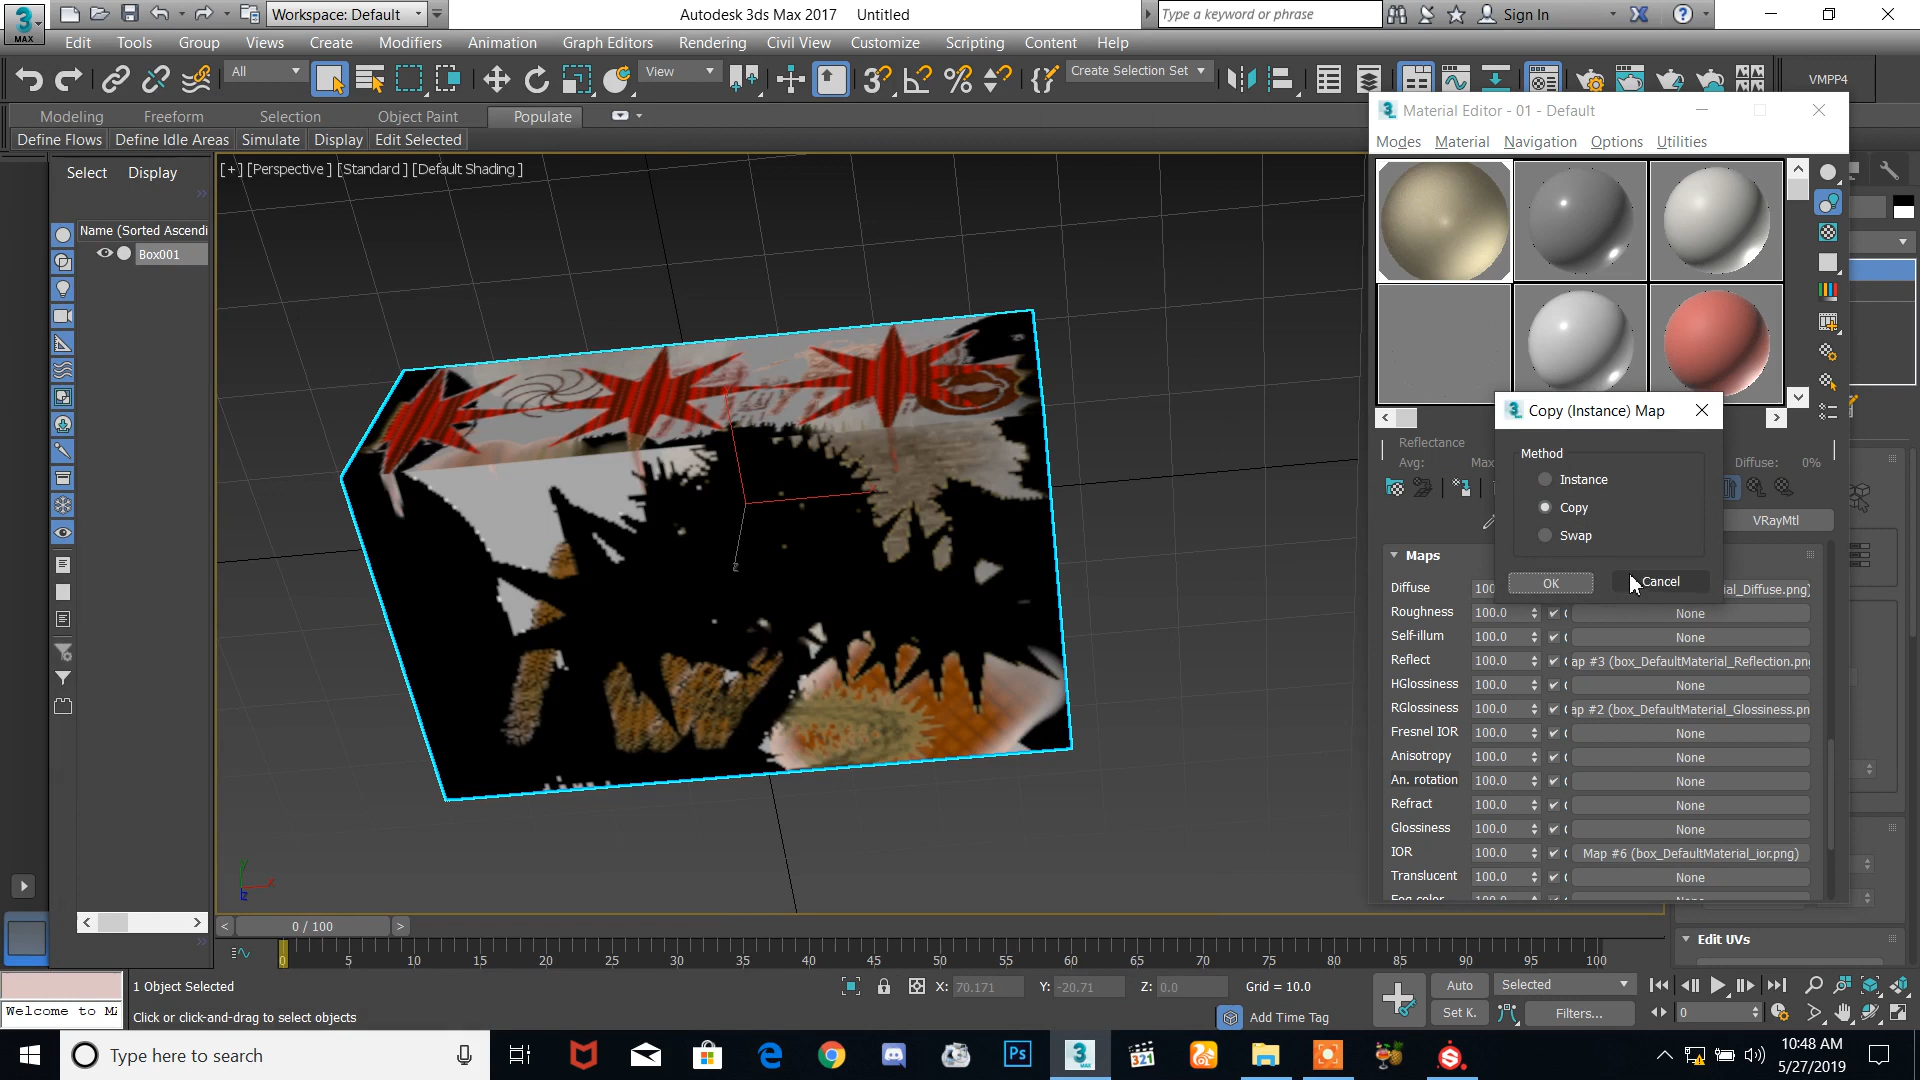 Workspace: Default
Autodesk 3ds Max 2017 Untitled
Type a keyword or phrase
Sign In
MAX
Edit Tools Group Views Create Modifiers Animation Graph Editors Rendering Civil View Customize Scripting Content Help
All
View
Create Selection Set
VMPP4
Modeling Freeform Selection Object Paint Populate
Define Flows Define Idle Areas Simulate Display Edit Selected
Material Editor - 01 - Default
Modes Material Navigation Options Utilities
Select Display
[+] [Perspective ] [Standard ] [Default Shading ]
Name (Sorted Ascendi
Box001
Copy (Instance) Map
Method
Instance
Copy
Swap
OK Cancel
Reflectance
Avg: Max
Diffuse: 0%
VRayMtl
Maps
Diffuse 100 ial_Diffuse.png)
Roughness 100.0 None
Self-illum 100.0 None
Reflect 100.0 ap #3 (box_DefaultMaterial_Reflection.pn
HGlossiness 100.0 None
RGlossiness 100.0 ap #2 (box_DefaultMaterial_Glossiness.pn
Fresnel IOR 100.0 None
Anisotropy 100.0 None
An. rotation 100.0 None
Refract 100.0 None
Glossiness 100.0 None
IOR 100.0 Map #6 (box_DefaultMaterial_ior.png)
Translucent 100.0 None
Edit UVs
0 / 100
0 5 10 15 20 25 30 35 40 45 50 55 60 65 70 75 80 85 90 95 100
1 Object Selected
X: 70.171 Y: -20.71 Z: 0.0 Grid = 10.0
Auto Selected
Welcome to M
Click or click-and-drag to select objects
Add Time Tag
Set K. Filters...
0
Type here to search
10:48 AM
5/27/2019